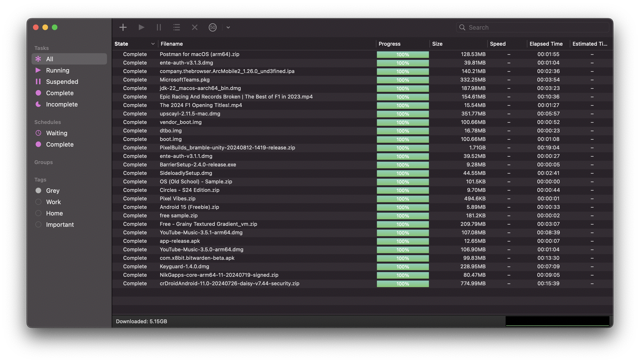 Search
Tasks
All
Running
Suspended
Complete
Incomplete
Schedules
Waiting
Complete
Groups
Tags
Grey
Work
Home
Important
State Filename Progress Size Speed Elapsed Time Estimated Ti...
Complete Postman for macOS (arm64).zip 100% 128.53MB -- 00:01:55 --
Complete ente-auth-v3.1.3.dmg 100% 39.81MB -- 00:01:04 --
Complete company.thebrowser.ArcMobile2_1.26.0_und3fined.ipa 100% 140.21MB -- 00:02:36 --
Complete MicrosoftTeams.pkg 100% 332.25MB -- 00:03:54 --
Complete jdk-22_macos-aarch64_bin.dmg 100% 187.98MB -- 00:03:23 --
Complete Epic Racing And Records Broken | The Best of F1 in 2023.mp4 100% 154.61MB -- 00:10:36 --
Complete The 2024 F1 Opening Titles!.mp4 100% 15.54MB -- 00:01:27 --
Complete upscayl-2.11.5-mac.dmg 100% 351.77MB -- 00:05:57 --
Complete vendor_boot.img 100% 100.66MB -- 00:00:52 --
Complete dtbo.img 100% 16.78MB -- 00:00:23 --
Complete boot.img 100% 100.66MB -- 00:01:08 --
Complete PixelBuilds_bramble-unity-20240812-1419-release.zip 100% 1.71GB -- 00:19:04 --
Complete ente-auth-v3.1.1.dmg 100% 39.52MB -- 00:00:27 --
Complete BarrierSetup-2.4.0-release.exe 100% 9.28MB -- 00:00:05 --
Complete SideloadlySetup.dmg 100% 44.55MB -- 00:02:41 --
Complete OS (Old School) - Sample.zip 100% 101.5KB -- 00:00:00 --
Complete Circles - S24 Edition.zip 100% 9.70MB -- 00:00:44 --
Complete Pixel Vibes.zip 100% 494.6KB -- 00:00:01 --
Complete Android 15 (Freebie).zip 100% 5.89MB -- 00:00:33 --
Complete free sample.zip 100% 181.2KB -- 00:00:02 --
Complete Free - Grainy Textured Gradient_vm.zip 100% 209.79MB -- 00:03:07 --
Complete YouTube-Music-3.5.1-arm64.dmg 100% 107.08MB -- 00:08:39 --
Complete app-release.apk 100% 12.65MB -- 00:00:07 --
Complete YouTube-Music-3.5.0-arm64.dmg 100% 106.90MB -- 00:01:04 --
Complete com.x8bit.bitwarden-beta.apk 100% 99.83MB -- 00:13:30 --
Complete Keyguard-1.4.0.dmg 100% 228.95MB -- 00:07:09 --
Complete NikGapps-core-arm64-11-20240719-signed.zip 100% 80.47MB -- 00:09:05 --
Complete crDroidAndroid-11.0-20240726-daisy-v7.44-security.zip 100% 774.99MB -- 00:15:39 --
Downloaded: 5.15GB